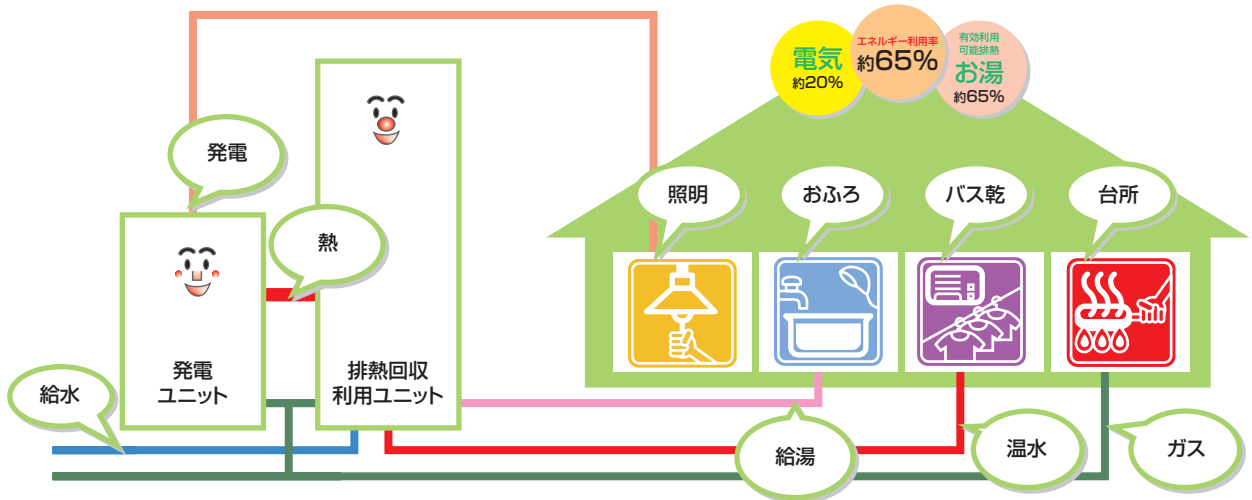 電気
約20%
エネルギー利用率
約65%
有効利用
可能排熱
お湯
約65%
発電
熱
照明
おふろ
バス乾
台所
発電
ユニット
排熱回収
利用ユニット
給水
給湯
温水
ガス